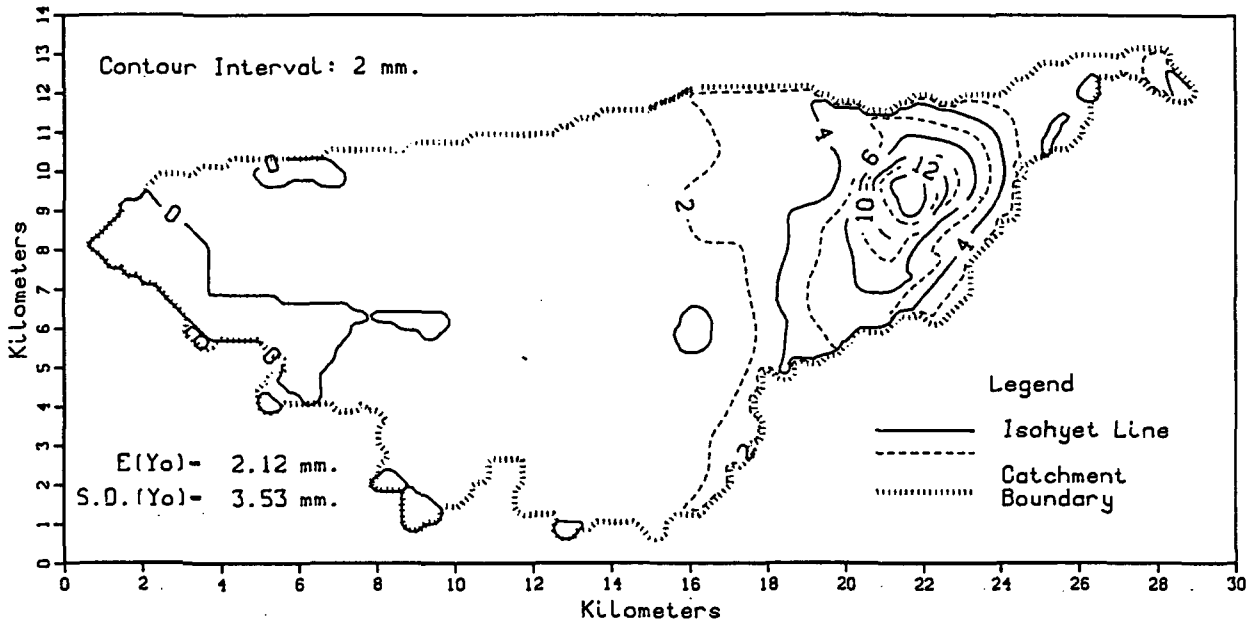 Contour Interval: 2 mm.
0
0
0
2
4
6
12
10
4
2
E(Yo)- 2.12 mm.
S.D.(Yo)- 3.53 mm.
Legend
Isohyet Line
Catchment
Boundary
14
13
12
11
10
9
8
7
6
5
4
3
2
1
0
Kilometers
0 2 4 6 8 10 12 14 16 18 20 22 24 26 28 30
Kilometers